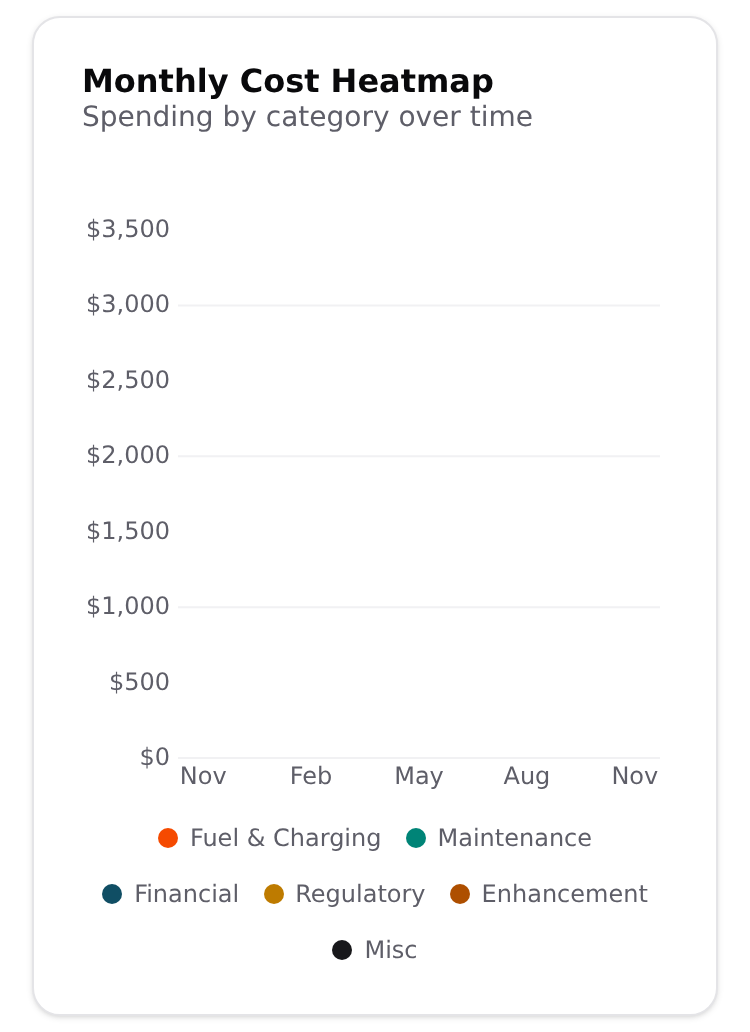 Monthly Cost Heatmap
Spending by category over time
$3,500
$3,000
$2,500
$2,000
$1,500
$1,000
$500
$0
Nov Feb May Aug Nov
Fuel & Charging Maintenance
Financial Regulatory Enhancement
Misc